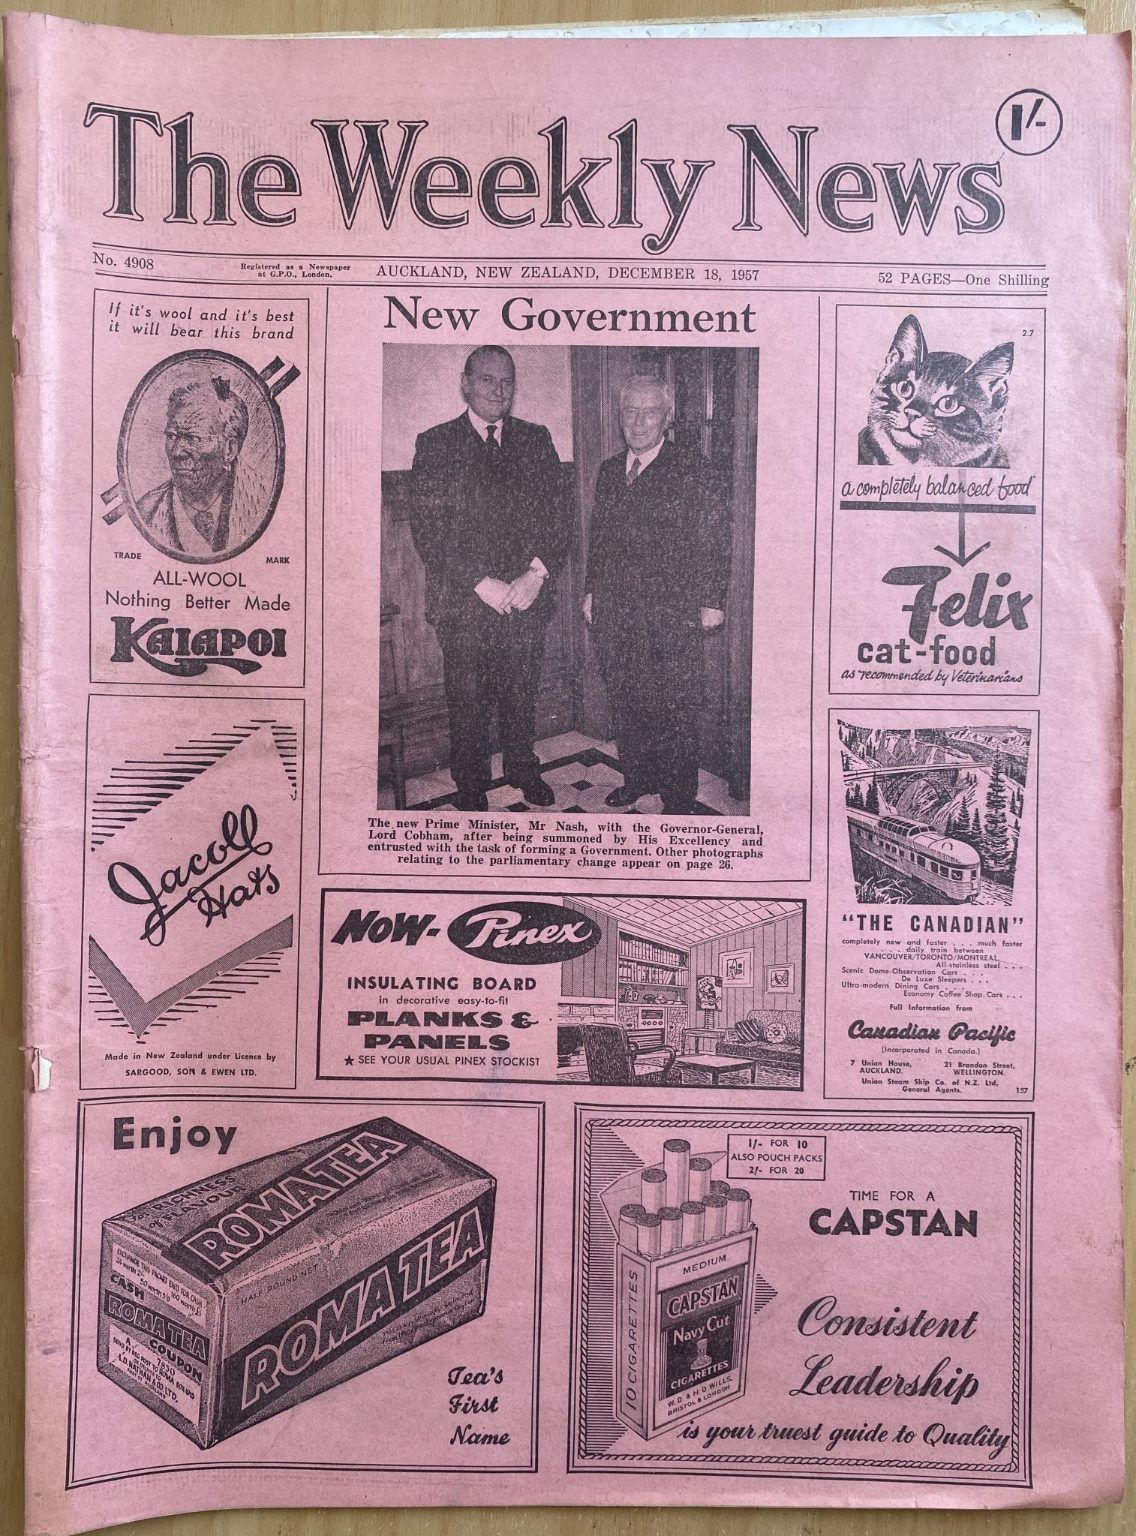 The Weekly News
1/-
No. 4908
Registered as a Newspaper
at G.P.O., London.
AUCKLAND, NEW ZEALAND, DECEMBER 18, 1957
52 PAGES—One Shilling
If it's wool and it's best
it will bear this brand
TRADE MARK
ALL-WOOL
Nothing Better Made
KAIAPOI
New Government
The new Prime Minister, Mr Nash, with the Governor-General,
Lord Cobham, after being summoned by His Excellency and
entrusted with the task of forming a Government. Other photographs
relating to the parliamentary change appear on page 26.
2.7
a completely balanced food
Felix
cat-food
as recommended by Veterinarians
Jacoll
Hats
Made in New Zealand under Licence by
SARGOOD, SON & EWEN LTD.
NOW- Pinex
INSULATING BOARD
in decorative easy-to-fit
PLANKS &
PANELS
★ SEE YOUR USUAL PINEX STOCKIST
"THE CANADIAN"
completely new and faster . . . much faster
. . . daily train between
VANCOUVER/TORONTO/MONTREAL
All-stainless steel . . .
Scenic Dome-Observation Cars . . .
De Luxe Sleepers . . .
Ultra-modern Dining Cars . . .
Economy Coffee Shop Cars . . .
Full Information from
Canadian Pacific
(Incorporated in Canada.)
7 Union House, 21 Brandon Street,
AUCKLAND. WELLINGTON.
Union Steam Ship Co. of N.Z. Ltd,
General Agents. 157
Enjoy
ROMA TEA
HALF POUND NET
ROMA TEA
CASH
ROMA TEA
COUPON
Tea's
First
Name
1/- FOR 10
ALSO POUCH PACKS
2/- FOR 20
TIME FOR A
CAPSTAN
10 CIGARETTES
MEDIUM
CAPSTAN
Navy Cut
CIGARETTES
W.D. & H.O. WILLS.
BRISTOL & LONDON
Consistent
Leadership
is your truest guide to Quality